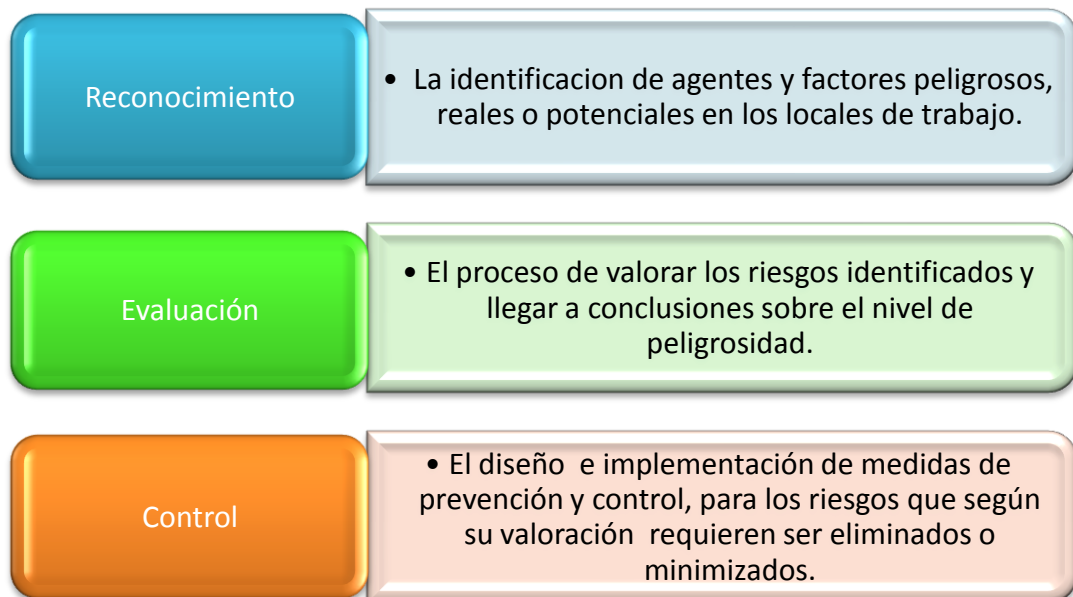 Reconocimiento
• La identificacion de agentes y factores peligrosos,
reales o potenciales en los locales de trabajo.
Evaluación
• El proceso de valorar los riesgos identificados y
llegar a conclusiones sobre el nivel de
peligrosidad.
Control
• El diseño e implementación de medidas de
prevención y control, para los riesgos que según
su valoración requieren ser eliminados o
minimizados.